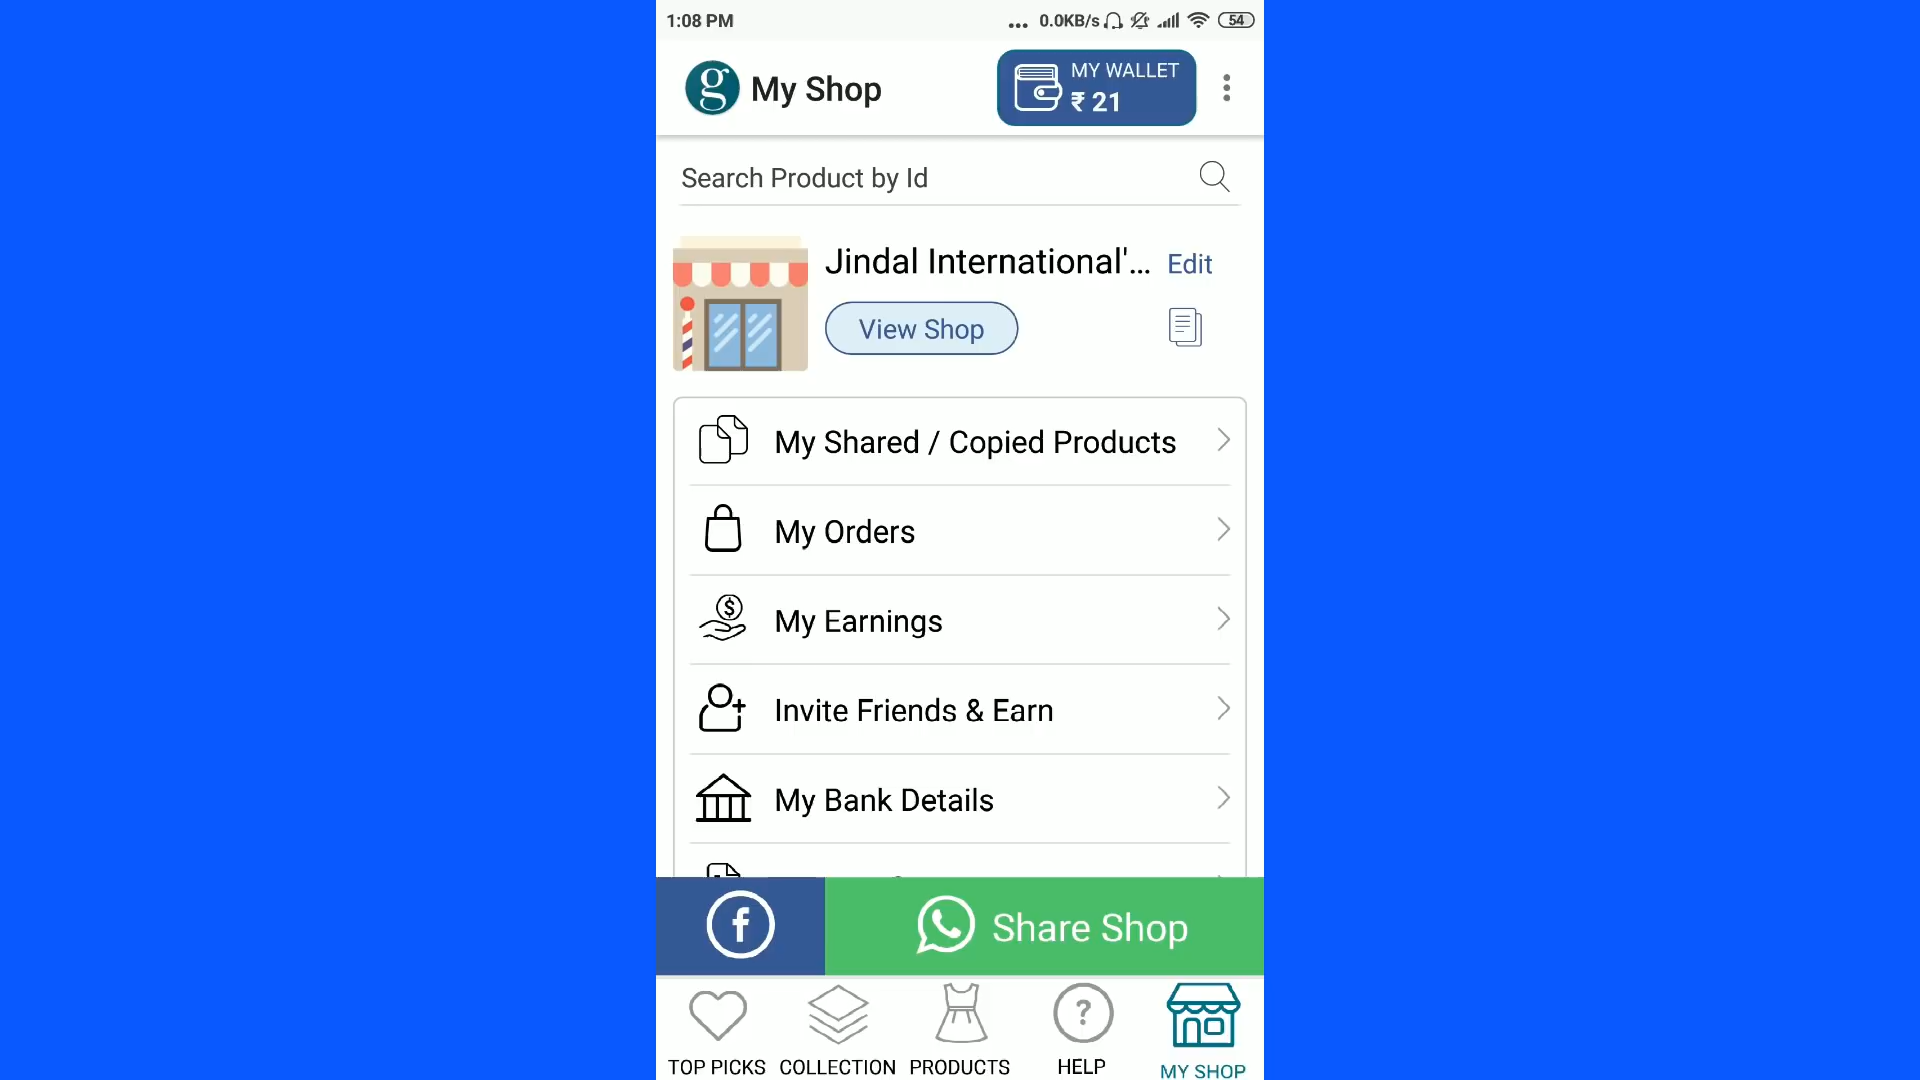 1:08 PM ... 0.0KB/s 54
g My Shop
MY WALLET
₹ 21
Search Product by Id
Jindal International'... Edit
View Shop
My Shared / Copied Products
My Orders
My Earnings
Invite Friends & Earn
My Bank Details
f Share Shop
TOP PICKS COLLECTION PRODUCTS HELP MY SHOP